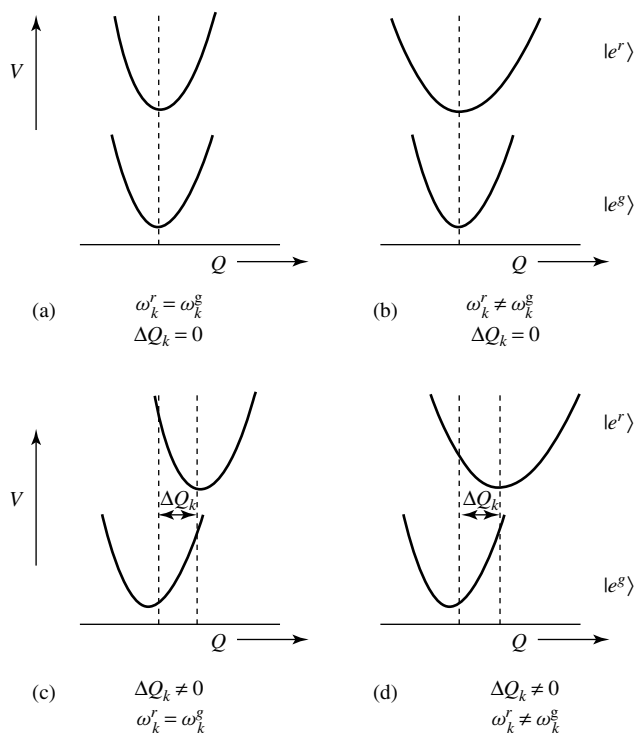 V
|e^r⟩
|e^g⟩
Q
Q
(a)
ω_k^r = ω_k^g
ΔQ_k = 0
(b)
ω_k^r ≠ ω_k^g
ΔQ_k = 0
V
|e^r⟩
ΔQ_k
ΔQ_k
|e^g⟩
Q
Q
(c)
ΔQ_k ≠ 0
ω_k^r = ω_k^g
(d)
ΔQ_k ≠ 0
ω_k^r ≠ ω_k^g